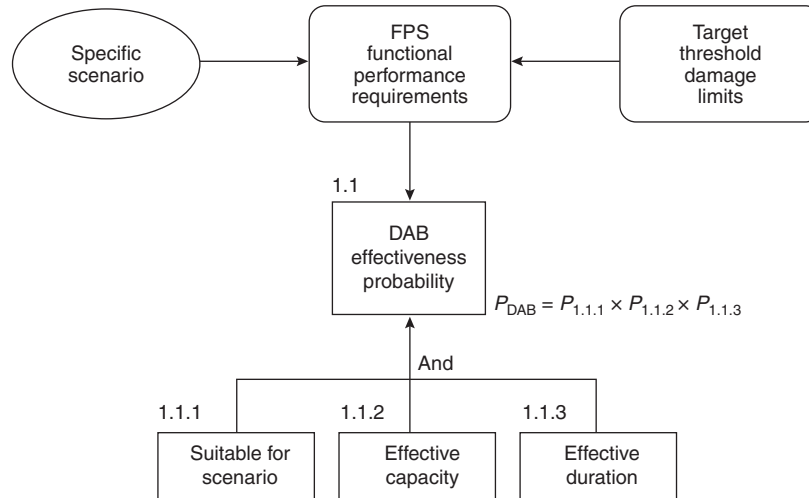 Specific
scenario
FPS
functional
performance
requirements
Target
threshold
damage
limits
1.1
DAB
effectiveness
probability
P_DAB = P_1.1.1 × P_1.1.2 × P_1.1.3
And
1.1.1
Suitable for
scenario
1.1.2
Effective
capacity
1.1.3
Effective
duration